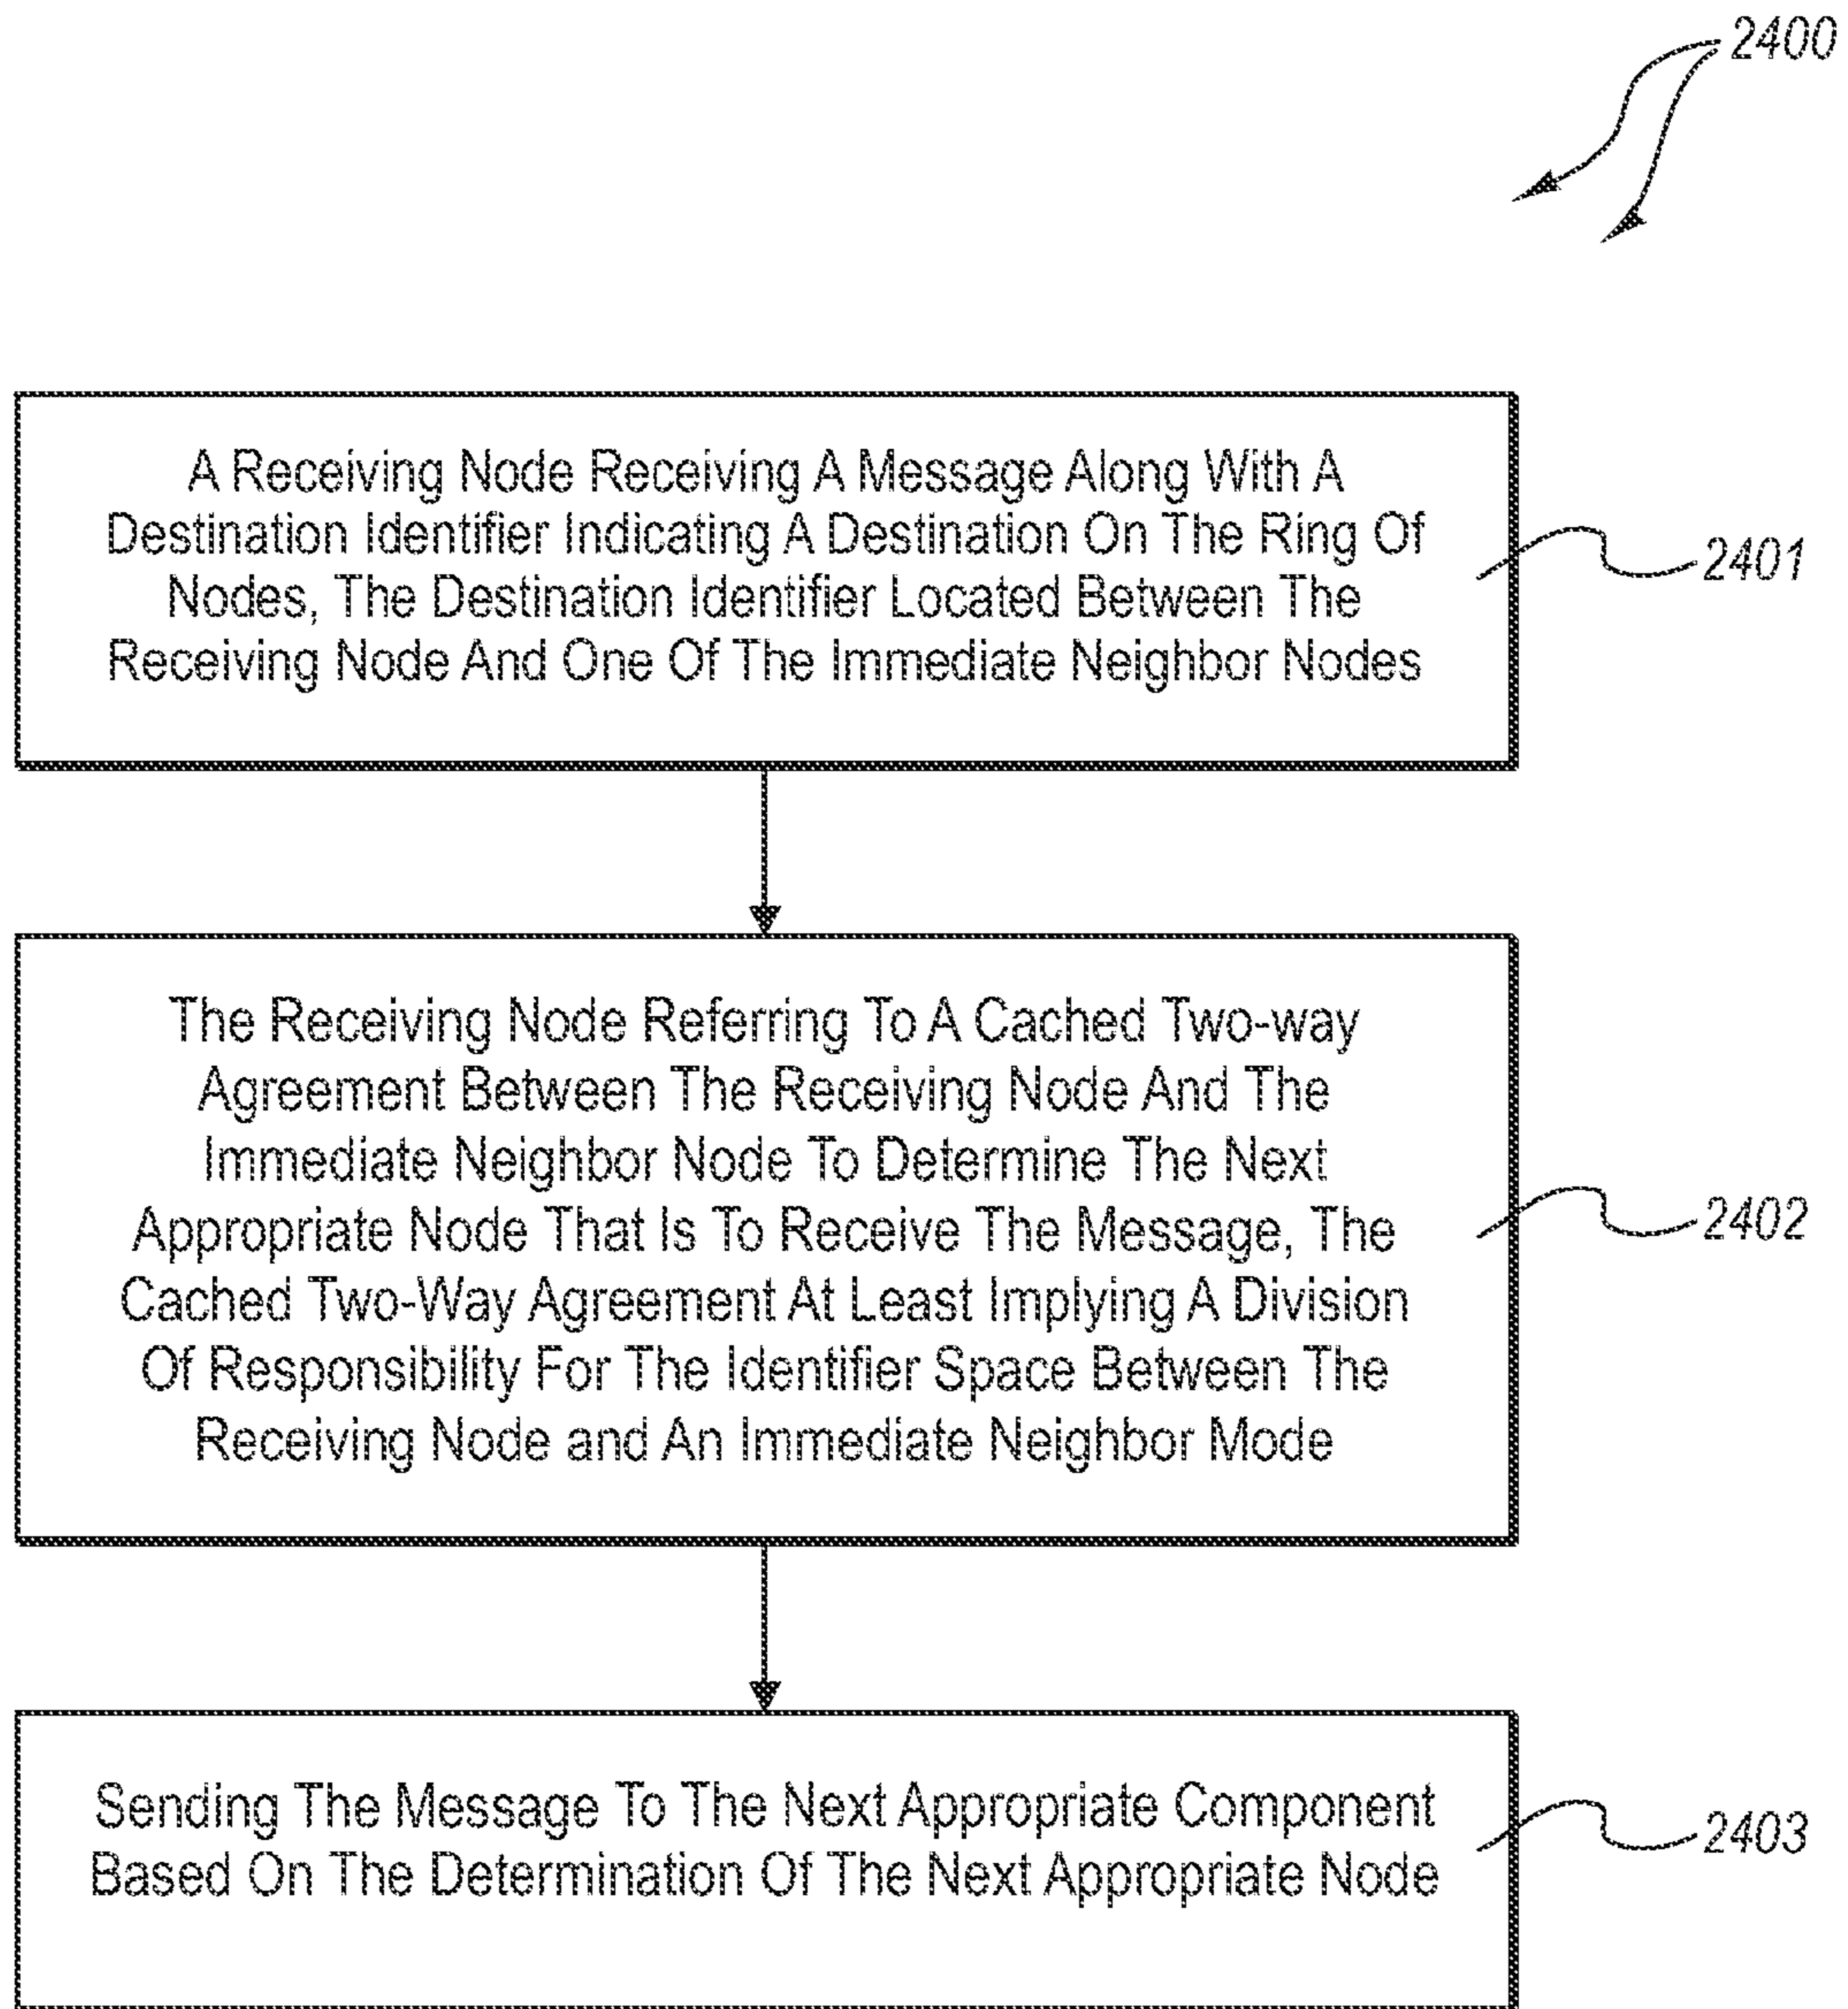 2400
A Receiving Node Receiving A Message Along With A
Destination Identifier Indicating A Destination On The Ring Of
Nodes, The Destination Identifier Located Between The
Receiving Node And One Of The Immediate Neighbor Nodes
2401
The Receiving Node Referring To A Cached Two-way
Agreement Between The Receiving Node And The
Immediate Neighbor Node To Determine The Next
Appropriate Node That Is To Receive The Message, The
Cached Two-Way Agreement At Least Implying A Division
Of Responsibility For The Identifier Space Between The
Receiving Node and An Immediate Neighbor Mode
2402
Sending The Message To The Next Appropriate Component
Based On The Determination Of The Next Appropriate Node
2403